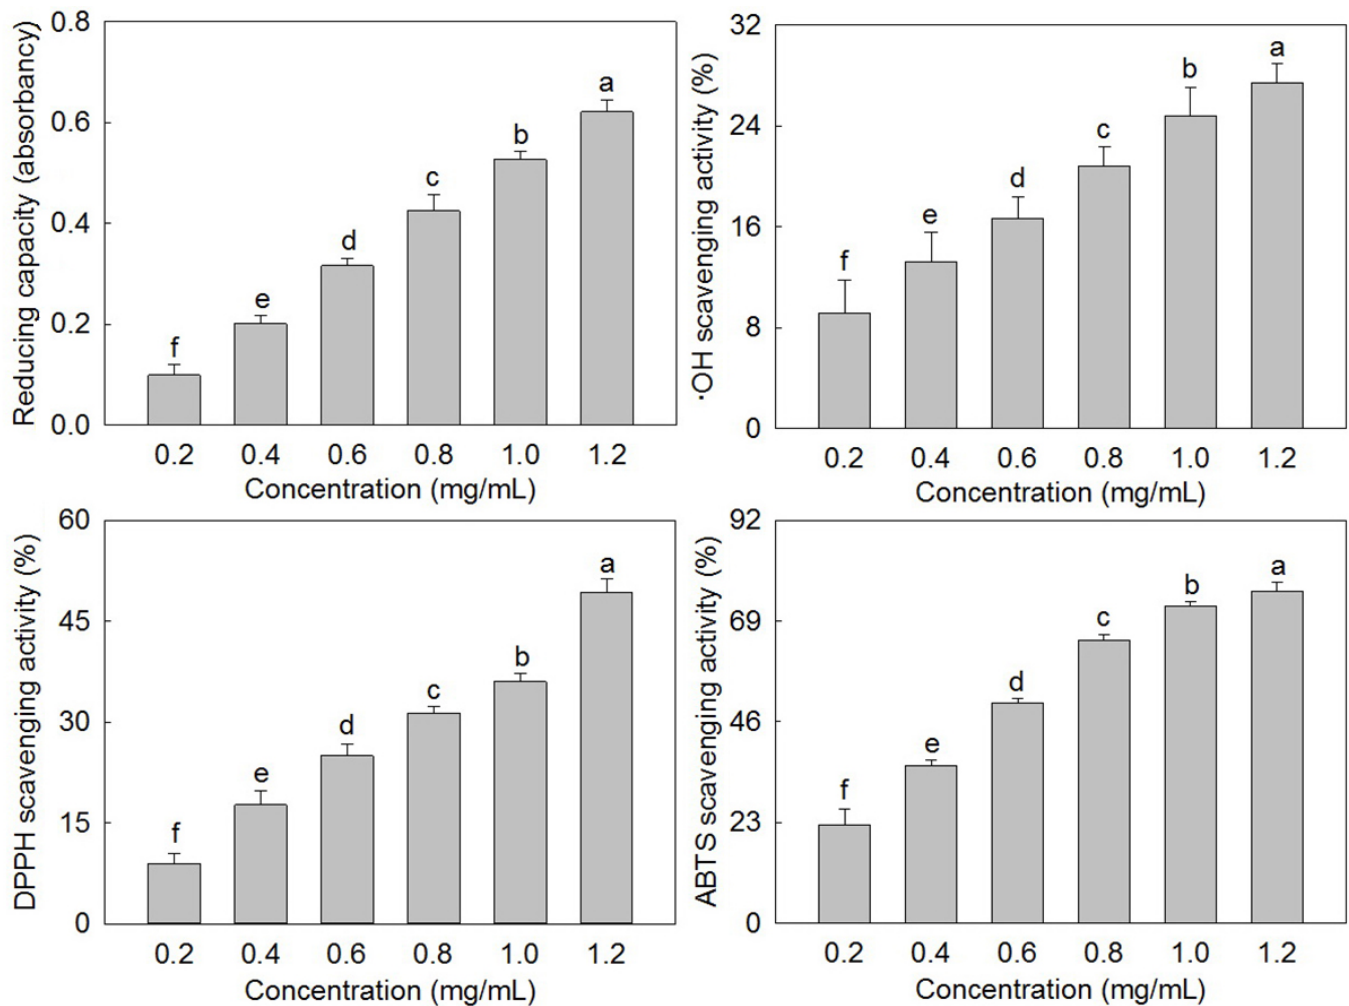 Reducing capacity (absorbancy)
0.8
0.6
0.4
0.2
0.0
f
e
d
c
b
a
0.2 0.4 0.6 0.8 1.0 1.2
Concentration (mg/mL)
·OH scavenging activity (%)
32
24
16
8
0
f
e
d
c
b
a
0.2 0.4 0.6 0.8 1.0 1.2
Concentration (mg/mL)
DPPH scavenging activity (%)
60
45
30
15
0
f
e
d
c
b
a
0.2 0.4 0.6 0.8 1.0 1.2
Concentration (mg/mL)
ABTS scavenging activity (%)
92
69
46
23
0
f
e
d
c
b
a
0.2 0.4 0.6 0.8 1.0 1.2
Concentration (mg/mL)